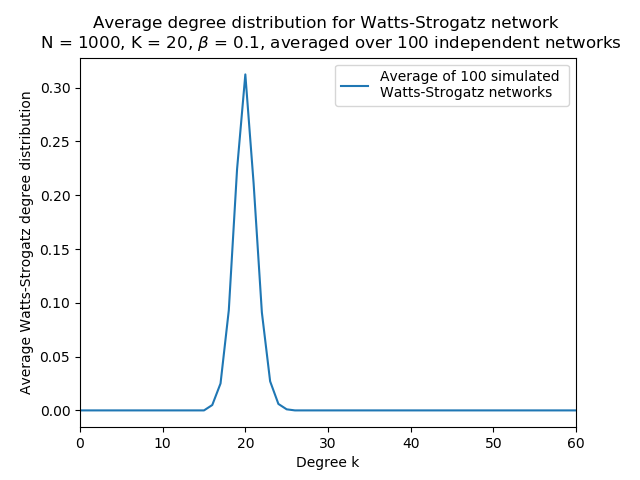 Average degree distribution for Watts-Strogatz network
N = 1000, K = 20, β = 0.1, averaged over 100 independent networks
Average of 100 simulated
Watts-Strogatz networks
Average Watts-Strogatz degree distribution
0.30
0.25
0.20
0.15
0.10
0.05
0.00
0 10 20 30 40 50 60
Degree k